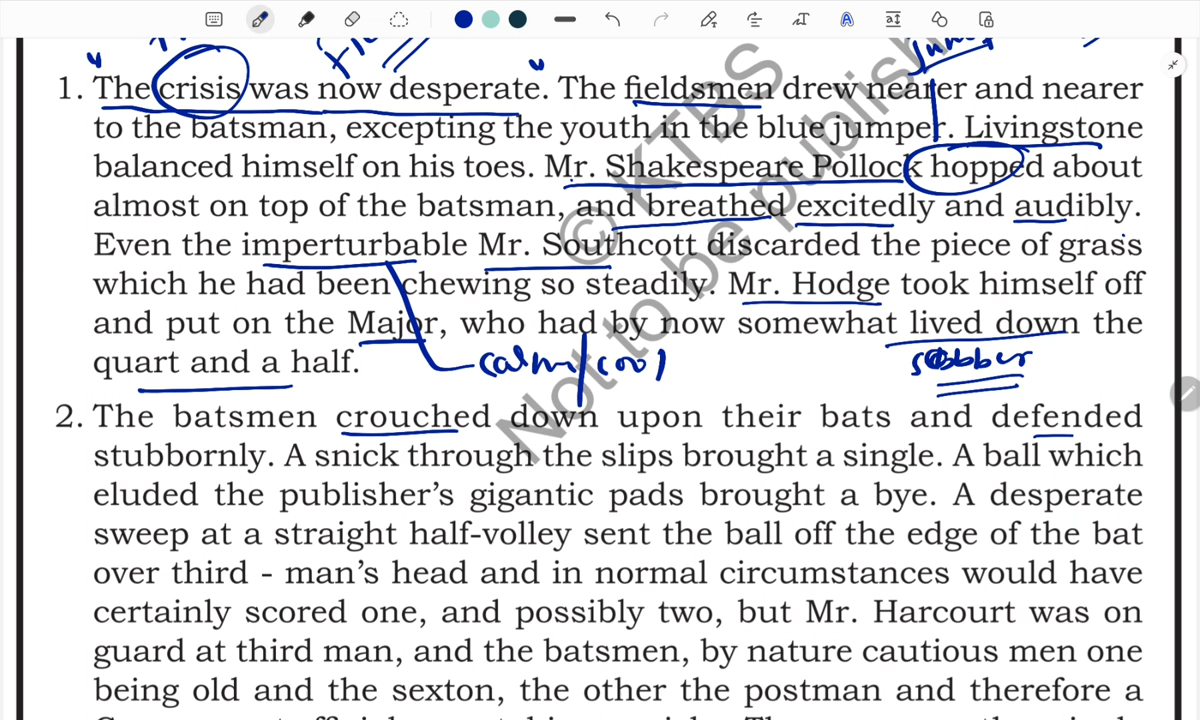 1. The crisis was now desperate. The fieldsmen drew nearer and nearer
to the batsman, excepting the youth in the blue jumper. Livingstone
balanced himself on his toes. Mr. Shakespeare Pollock hopped about
almost on top of the batsman, and breathed excitedly and audibly.
Even the imperturbable Mr. Southcott discarded the piece of grass
which he had been chewing so steadily. Mr. Hodge took himself off
and put on the Major, who had by now somewhat lived down the
quart and a half.
calm/cool
2. The batsmen crouched down upon their bats and defended
stubbornly. A snick through the slips brought a single. A ball which
eluded the publisher's gigantic pads brought a bye. A desperate
sweep at a straight half-volley sent the ball off the edge of the bat
over third - man's head and in normal circumstances would have
certainly scored one, and possibly two, but Mr. Harcourt was on
guard at third man, and the batsmen, by nature cautious men one
being old and the sexton, the other the postman and therefore a
© KTBS
Not to be publish